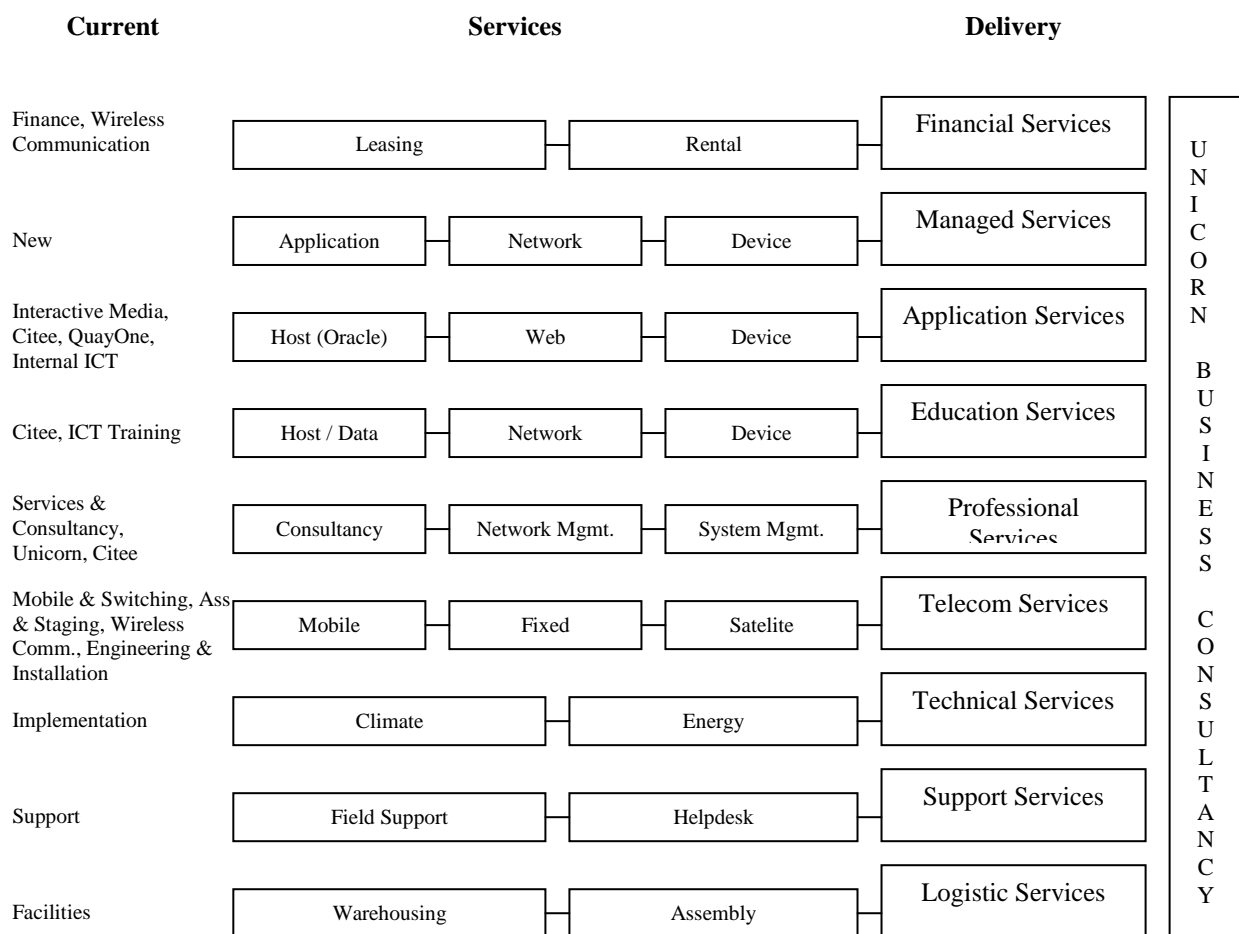 Current Services Delivery
Finance, Wireless
Communication
Leasing
Rental
Financial Services
New
Application
Network
Device
Managed Services
Interactive Media,
Citee, QuayOne,
Internal ICT
Host (Oracle)
Web
Device
Application Services
Citee, ICT Training
Host / Data
Network
Device
Education Services
Services &
Consultancy,
Unicorn, Citee
Consultancy
Network Mgmt.
System Mgmt.
Professional
Services
Mobile & Switching, Ass
& Staging, Wireless
Comm., Engineering &
Installation
Mobile
Fixed
Satelite
Telecom Services
Implementation
Climate
Energy
Technical Services
Support
Field Support
Helpdesk
Support Services
Facilities
Warehousing
Assembly
Logistic Services
UNICORN BUSINESS CONSULTANCY